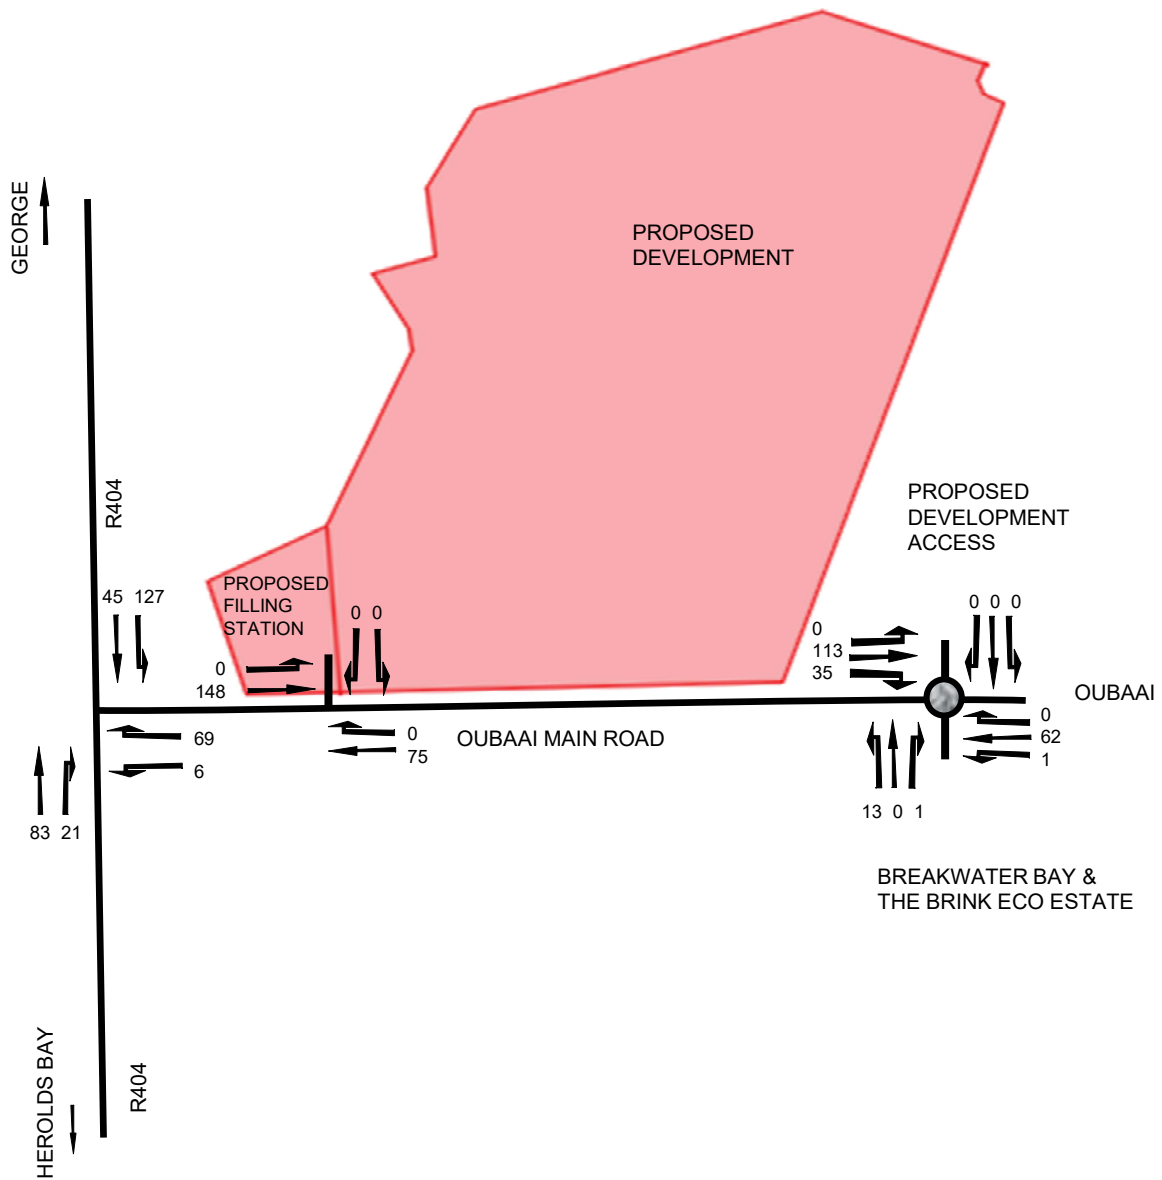 GEORGE
PROPOSED
DEVELOPMENT
R404
PROPOSED
DEVELOPMENT
ACCESS
45 127
PROPOSED
FILLING
STATION
0 0
0
148
0
113
35
0 0 0
OUBAAI
69
6
0
75
OUBAAI MAIN ROAD
0
62
1
83 21
13 0 1
BREAKWATER BAY &
THE BRINK ECO ESTATE
HEROLDS BAY
R404